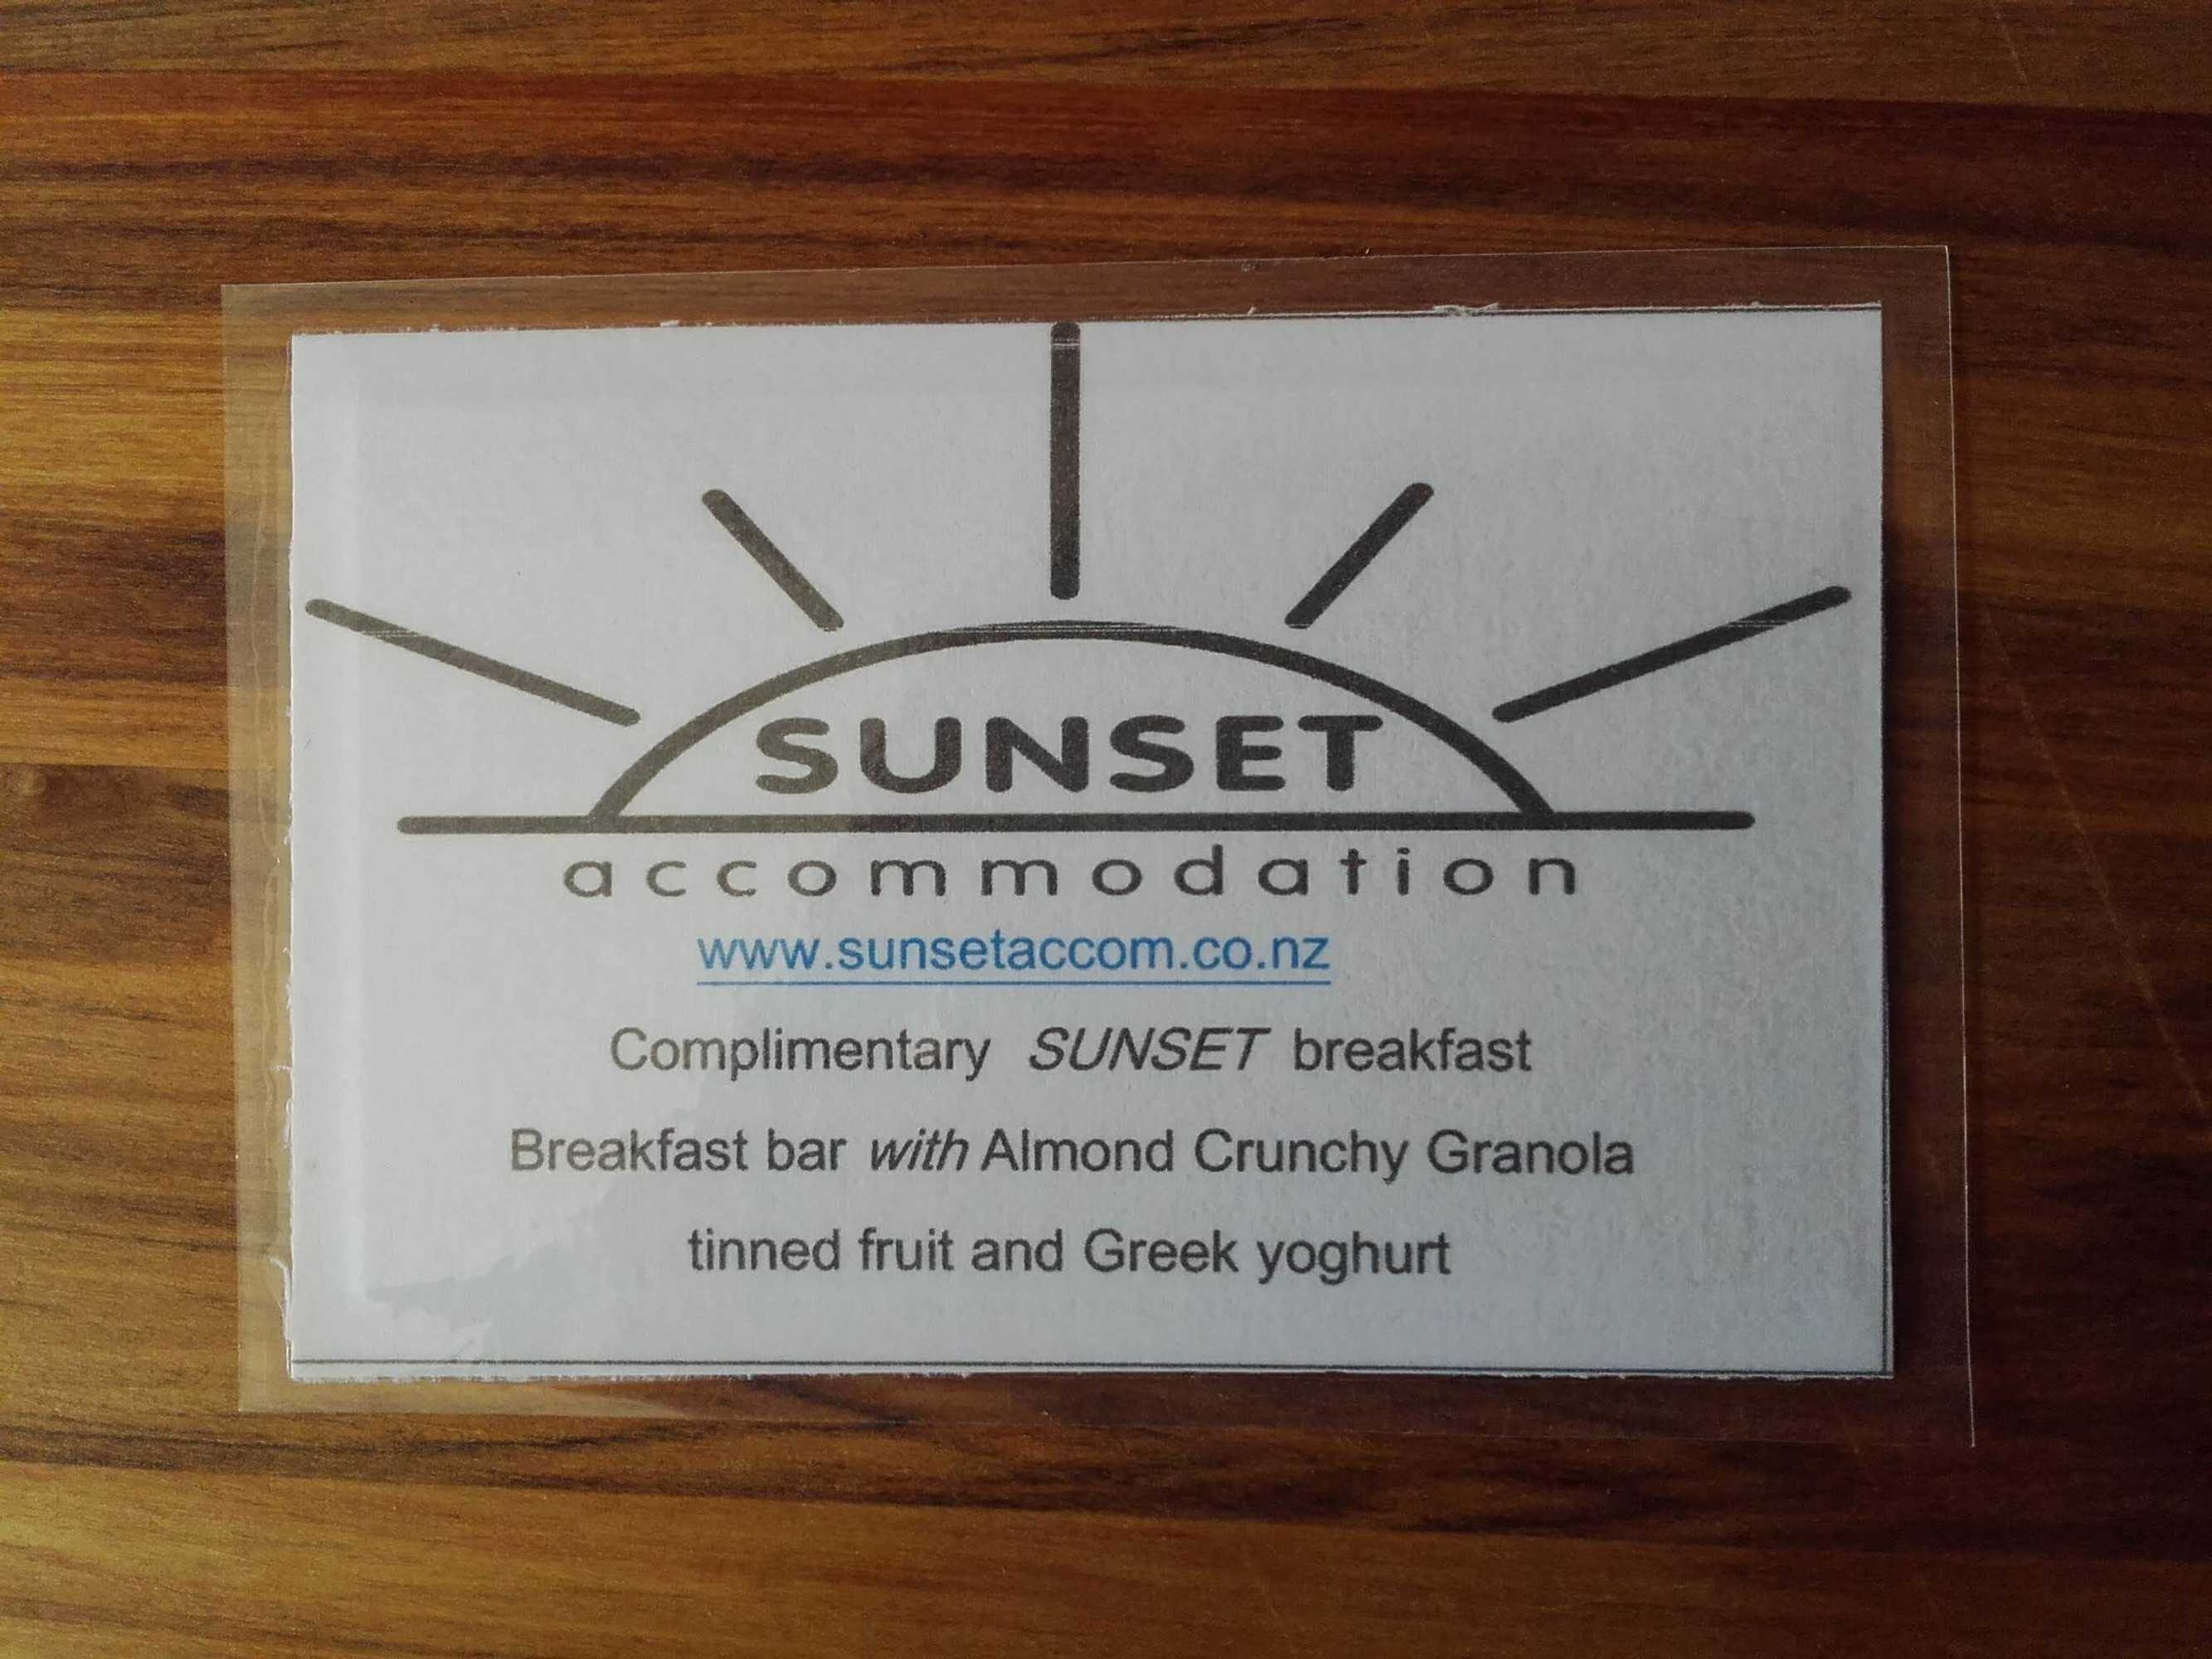 SUNSET
accommodation
www.sunsetaccom.co.nz
Complimentary SUNSET breakfast
Breakfast bar with Almond Crunchy Granola
tinned fruit and Greek yoghurt